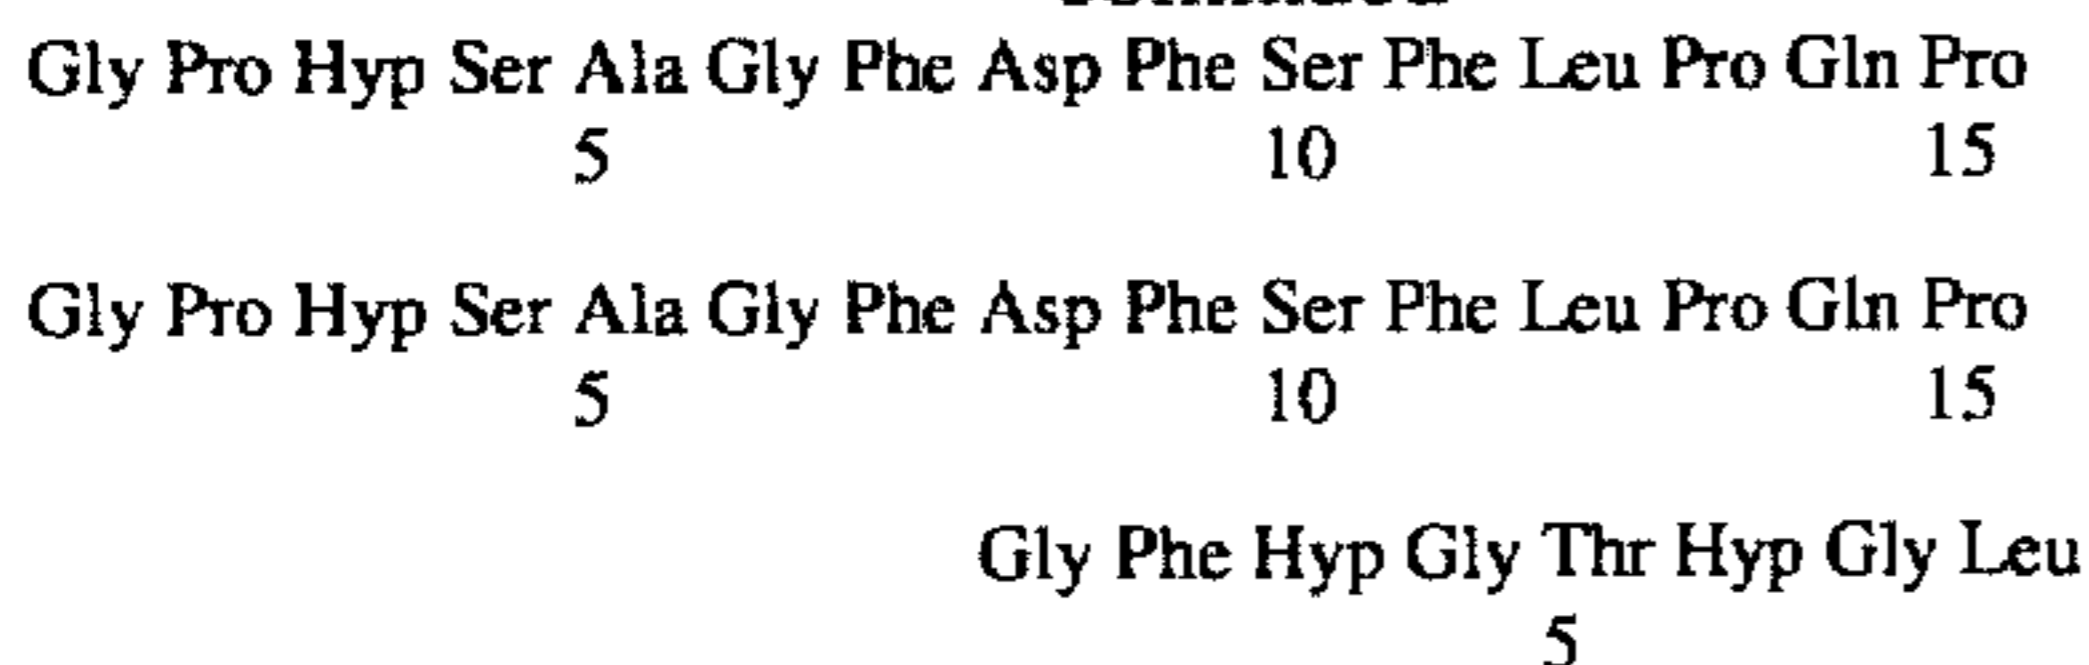 Gly Pro Hyp Ser Ala Gly Phe Asp Phe Ser Phe Leu Pro Gln Pro
5 10 15
Gly Pro Hyp Ser Ala Gly Phe Asp Phe Ser Phe Leu Pro Gln Pro
5 10 15
Gly Phe Hyp Gly Thr Hyp Gly Leu
5